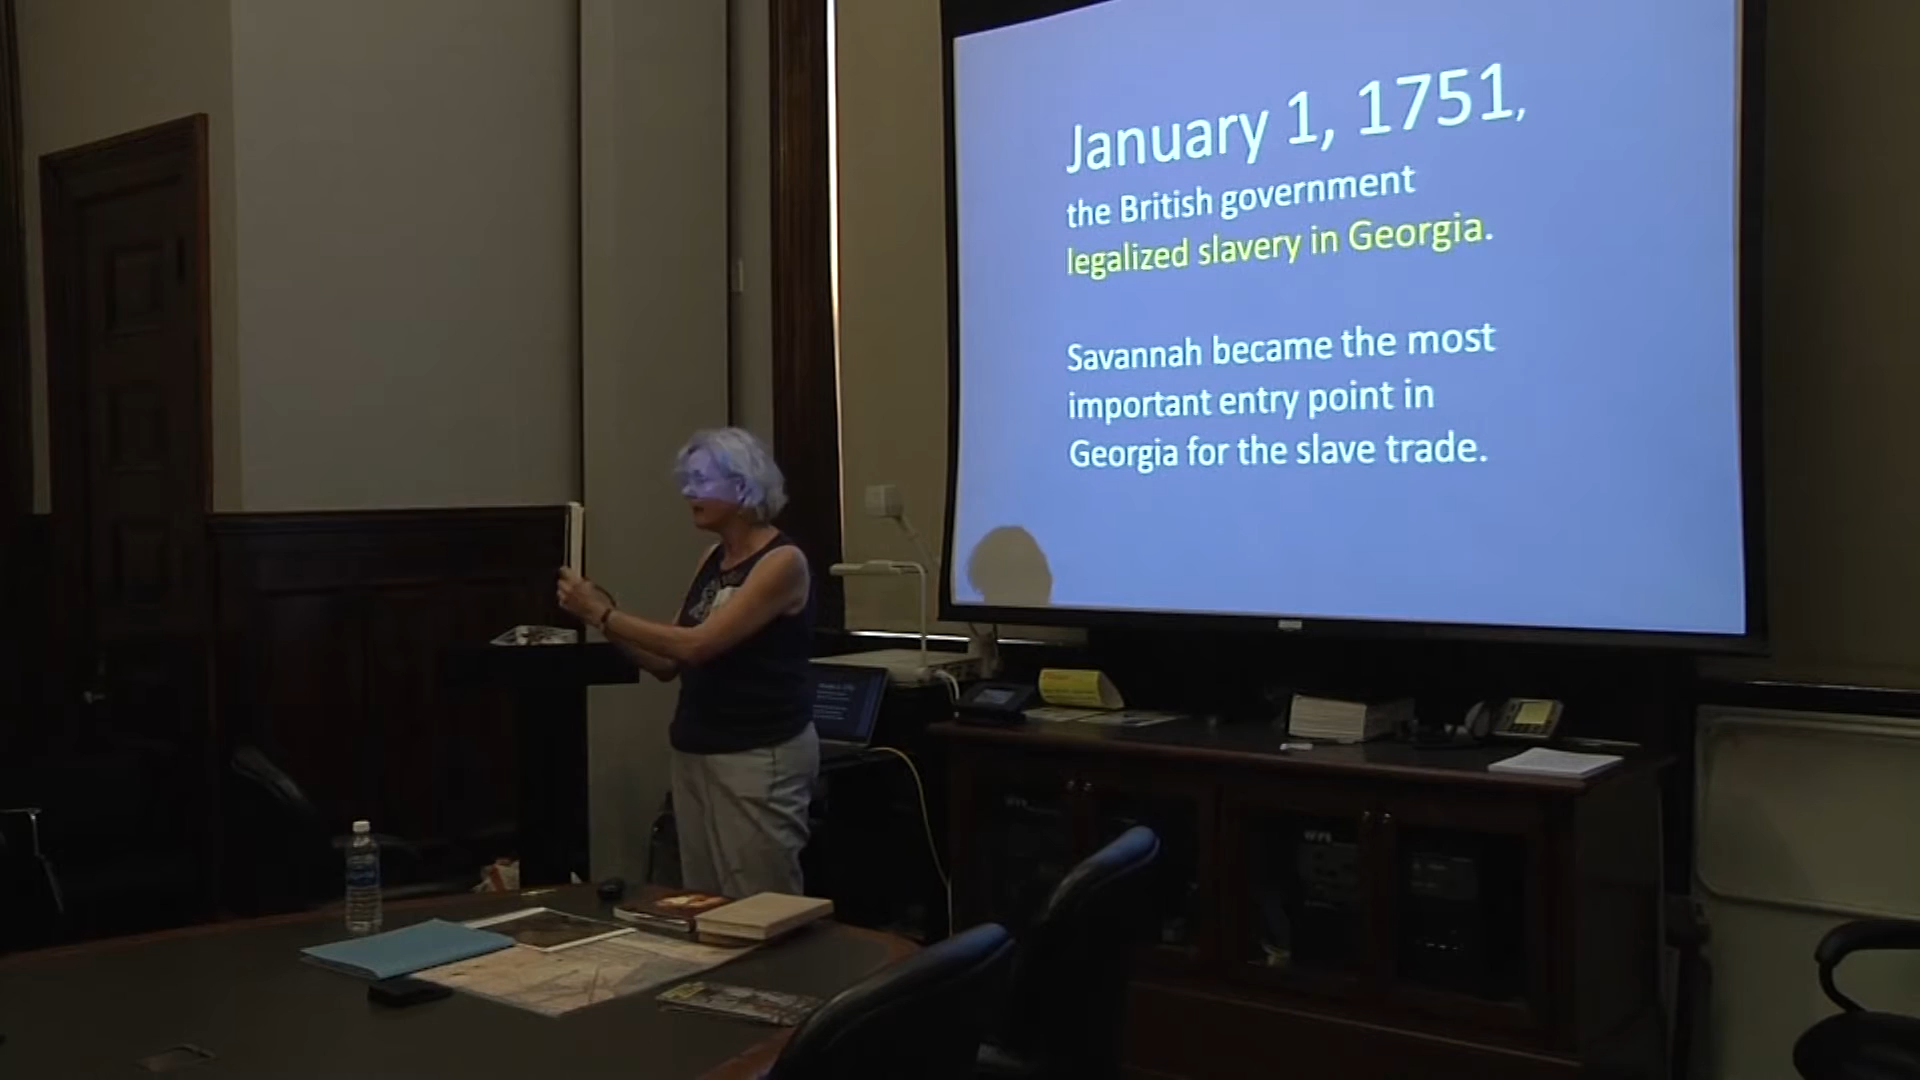 January 1, 1751,
the British government
legalized slavery in Georgia.
Savannah became the most
important entry point in
Georgia for the slave trade.